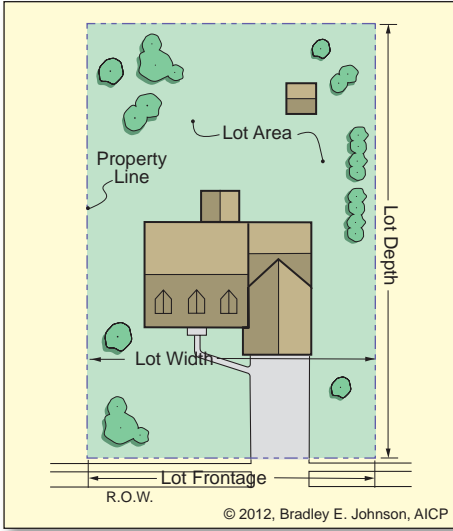 Lot Area
Property
Line
Lot Depth
Lot Width
Lot Frontage
R.O.W.
© 2012, Bradley E. Johnson, AICP